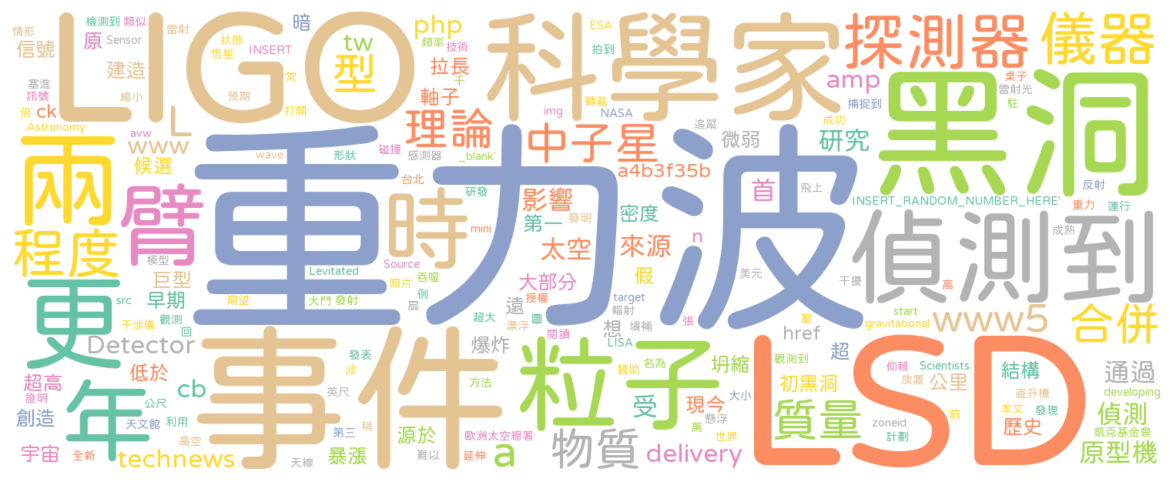 情形 檢測到 類似
信號 原 Sensor
塞進 建造
訊號 縮小
ck 倍
Astronomy
LIGO
雷射
狀態
恆星 頻率
INSERT
常
預期 打開
暗
tw
型
php
技術
拉長
千
軸子
ESA
拍到
轉載
img NASA
科學家
探測器
儀器
amp
捕捉到
成功
桌子
雷射光
駐
黑洞
兩
L
www
avw
候選
wave
形狀
感測器
碰撞
理論
_blank'
台北
中子星
追蹤
微弱
研究
a4b3f35b
臂
重力波
時
研發
影響
第一
發明
mini
密度
太空
來源
n
首
飛上
INSERT_RANDOM_NUMBER_HERE'
反射
重力
運行
成熟
偵測到
程度
模型
巨型
Levitated
Source
照片
吞噬
大部分
假
美元
干擾
高
更
src
早期
期望
大門
發射
例
扇
授權
遠
target
輻射
張
壓
start
gravitational
www5
合併
干涉儀
觀測
回
Detector
超大
漂浮
圖
想
填補
href
閱讀
LISA
爆炸
事件
粒子
超高
證明
低於
發表
波
名為
贊助
坍縮
觀測到
超
仰賴
Scientists
結構
通過
年
cb
英尺
方法
受
初黑洞
放置
公里
developing
LSD
創造
公尺
天文館
利用
第三
稍
懸浮
大小
現今
質量
直升機
前
本文
發現
偵測
宇宙
高空
全新
technews
天線
暴漲
源於
難以
歐洲太空總署
延伸
a
物質
萬
世界
delivery
zoneid
計劃
歷史
凱克基金會
原型機